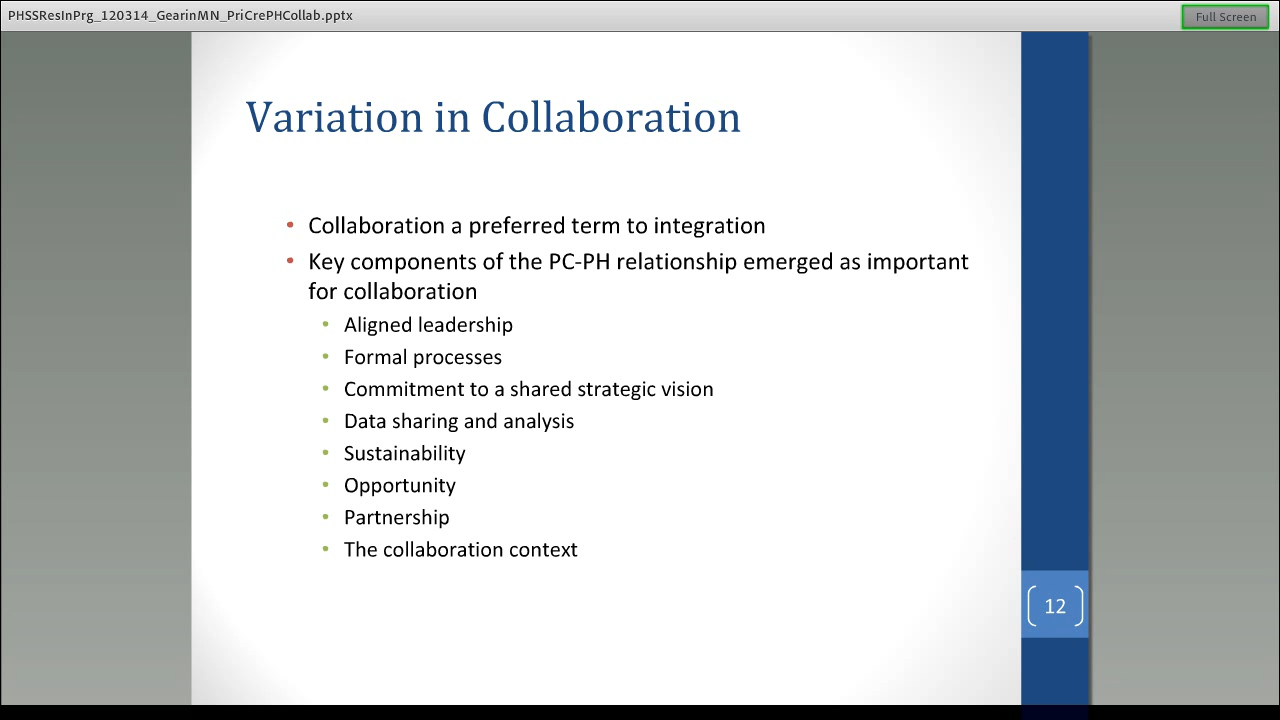 PHSSResInPrg_120314_GearinMN_PriCrePHCollab.pptx
Full Screen
Variation in Collaboration
• Collaboration a preferred term to integration
• Key components of the PC-PH relationship emerged as important
for collaboration
• Aligned leadership
• Formal processes
• Commitment to a shared strategic vision
• Data sharing and analysis
• Sustainability
• Opportunity
• Partnership
• The collaboration context
12